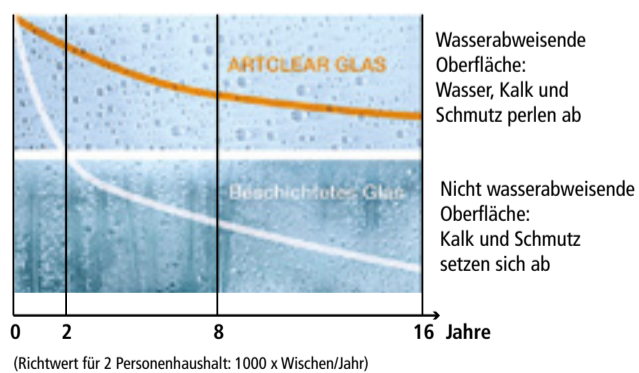 ARTCLEAR GLAS
Wasserabweisende
Oberfläche:
Wasser, Kalk und
Schmutz perlen ab
Beschichtetes Glas
Nicht wasserabweisende
Oberfläche:
Kalk und Schmutz
setzen sich ab
0 2 8 16 Jahre
(Richtwert für 2 Personenhaushalt: 1000 x Wischen/Jahr)